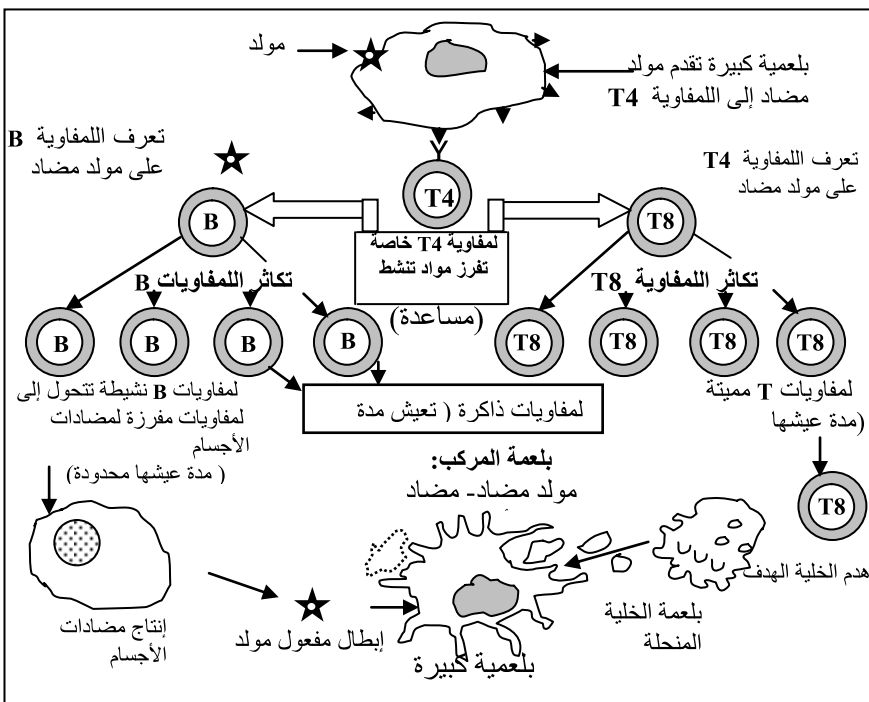 مولد
بلعمية كبيرة تقدم مولد
مضاد إلى اللمفاوية T4
تعرف اللمفاوية B
على مولد مضاد
تعرف اللمفاوية T4
على مولد مضاد
T4
B
T8
لمفاوية T4 خاصة
تفرز مواد تنشط
(مساعدة)
تكاثر اللمفاويات B
تكاثر اللمفاوية T8
B
B
B
B
T8
T8
T8
T8
لمفاويات B نشيطة تتحول إلى
لمفاويات مفرزة لمضادات
الأجسام
( مدة عيشها محدودة)
لمفاويات ذاكرة ( تعيش مدة
لمفاويات T مميتة
(مدة عيشها
T8
بلعمة المركب:
مولد مضاد- مضاد
هدم الخلية الهدف
بلعمة الخلية
المنحلة
إنتاج مضادات
الأجسام
إبطال مفعول مولد
بلعمية كبيرة